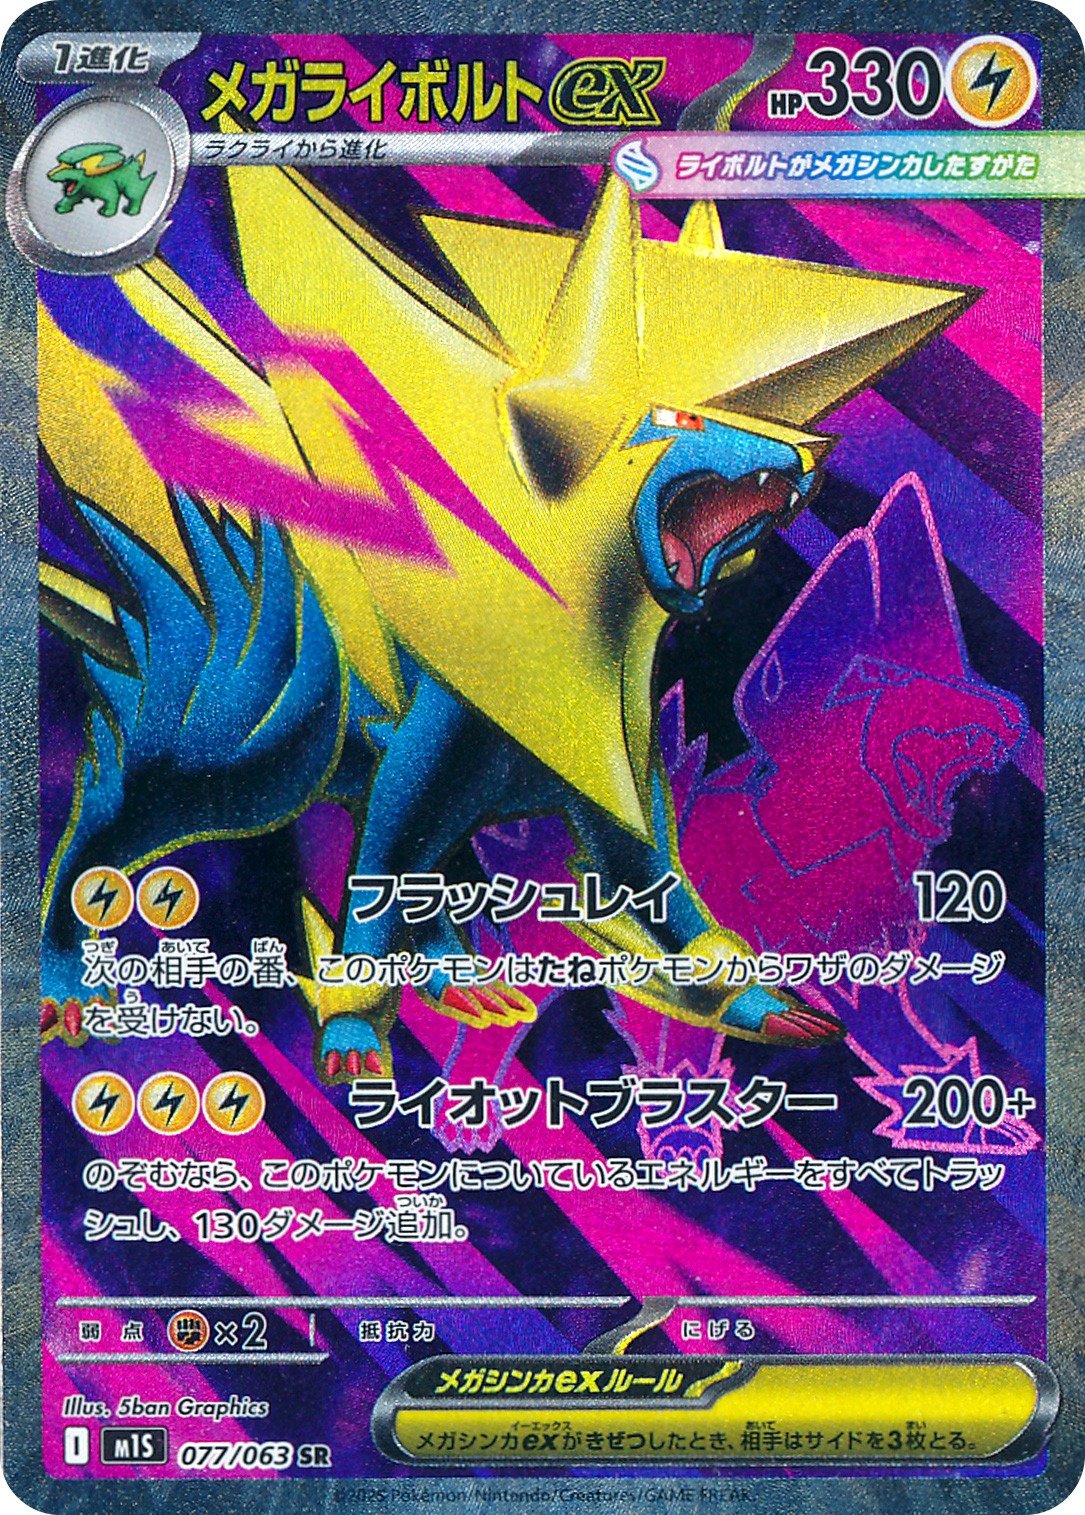 1進化
メガライボルトex
HP330
ラクライから進化
ライボルトがメガシンカしたすがた
フラッシュレイ 120
次の相手の番、このポケモンはたねポケモンからワザのダメージ
を受けない。
ライオットブラスター 200+
のぞむなら、このポケモンについているエネルギーをすべてトラッ
シュし、130ダメージ追加。
弱点 ×2 抵抗力 にげる
メガシンカexルール
メガシンカexがきぜつしたとき、相手はサイドを3枚とる。
Illus. 5ban Graphics
I m1S 077/063 SR
©2025 Pokémon/Nintendo/Creatures/GAME FREAK.